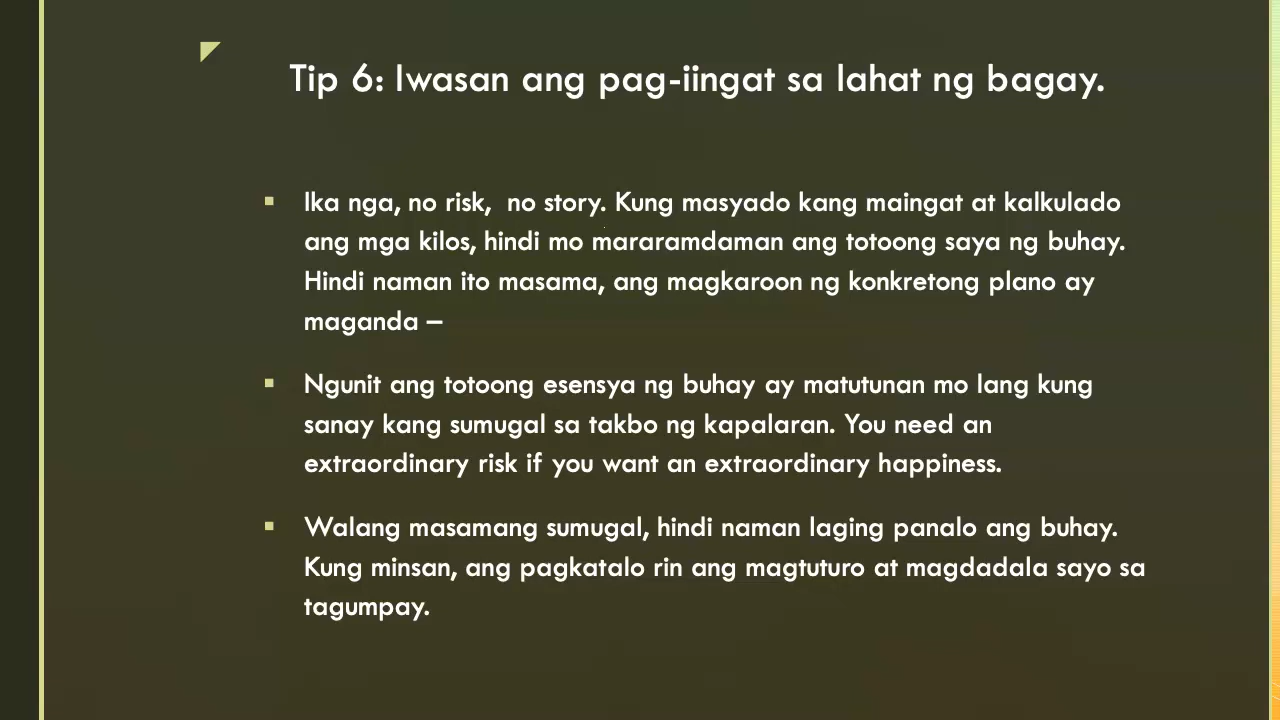 Tip 6: Iwasan ang pag-iingat sa lahat ng bagay.
Ika nga, no risk,  no story. Kung masyado kang maingat at kalkulado
ang mga kilos, hindi mo mararamdaman ang totoong saya ng buhay.
Hindi naman ito masama, ang magkaroon ng konkretong plano ay
maganda –
Ngunit ang totoong esensya ng buhay ay matutunan mo lang kung
sanay kang sumugal sa takbo ng kapalaran. You need an
extraordinary risk if you want an extraordinary happiness.
Walang masamang sumugal, hindi naman laging panalo ang buhay.
Kung minsan, ang pagkatalo rin ang magtuturo at magdadala sayo sa
tagumpay.